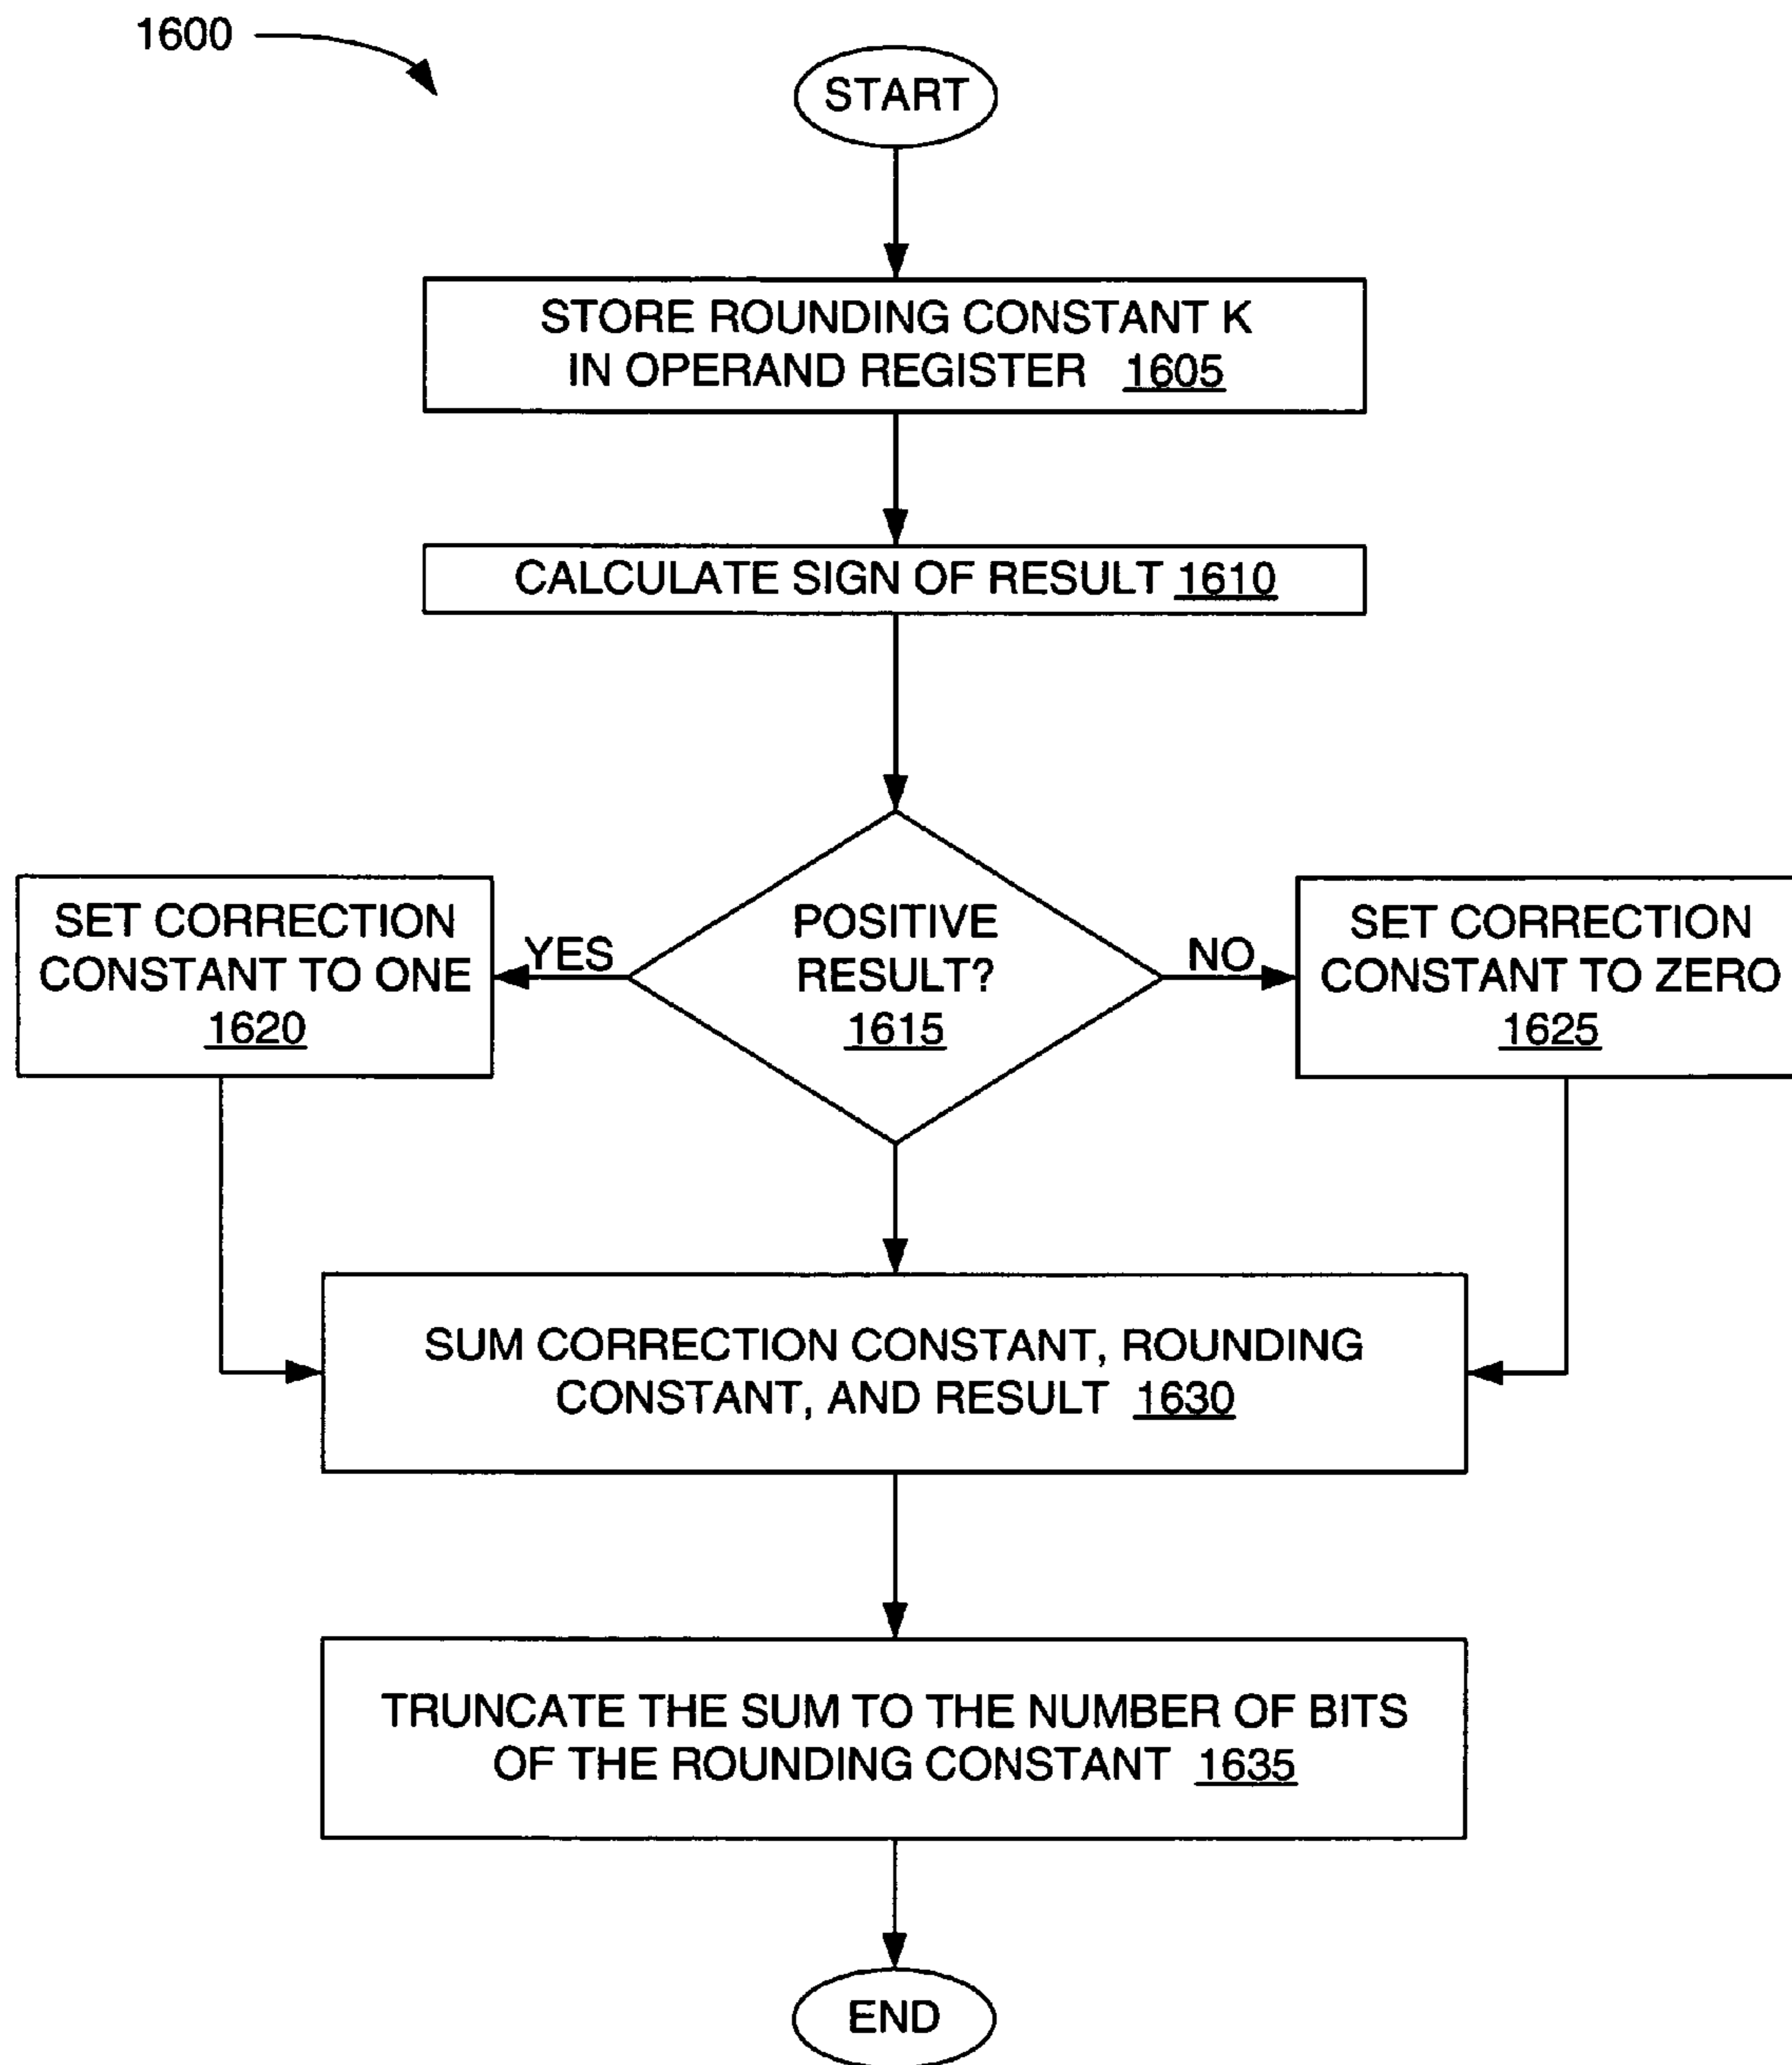 1600
START
STORE ROUNDING CONSTANT K
IN OPERAND REGISTER 1605
CALCULATE SIGN OF RESULT 1610
SET CORRECTION
CONSTANT TO ONE
1620
YES
POSITIVE
RESULT?
1615
NO
SET CORRECTION
CONSTANT TO ZERO
1625
SUM CORRECTION CONSTANT, ROUNDING
CONSTANT, AND RESULT 1630
TRUNCATE THE SUM TO THE NUMBER OF BITS
OF THE ROUNDING CONSTANT 1635
END